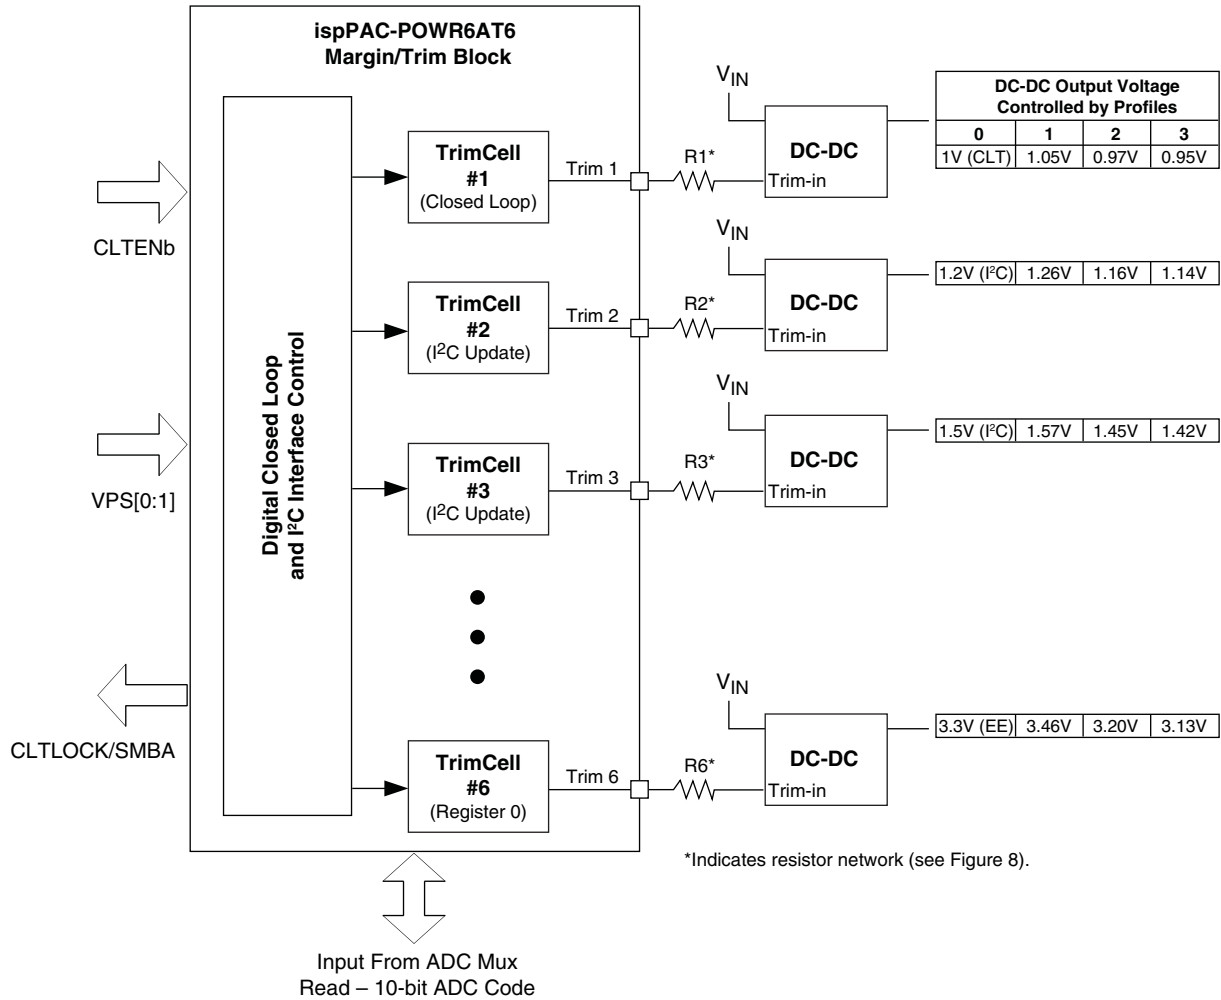 ispPAC-POWR6AT6
Margin/Trim Block
CLTENb
VPS[0:1]
CLTLOCK/SMBA
Digital Closed Loop
and I²C Interface Control
TrimCell
#1
(Closed Loop)
Trim 1
R1*
VIN
DC-DC
Trim-in
DC-DC Output Voltage
Controlled by Profiles
0 1 2 3
1V (CLT) 1.05V 0.97V 0.95V
TrimCell
#2
(I²C Update)
Trim 2
R2*
VIN
DC-DC
Trim-in
1.2V (I²C) 1.26V 1.16V 1.14V
TrimCell
#3
(I²C Update)
Trim 3
R3*
VIN
DC-DC
Trim-in
1.5V (I²C) 1.57V 1.45V 1.42V
TrimCell
#6
(Register 0)
Trim 6
R6*
VIN
DC-DC
Trim-in
3.3V (EE) 3.46V 3.20V 3.13V
*Indicates resistor network (see Figure 8).
Input From ADC Mux
Read – 10-bit ADC Code